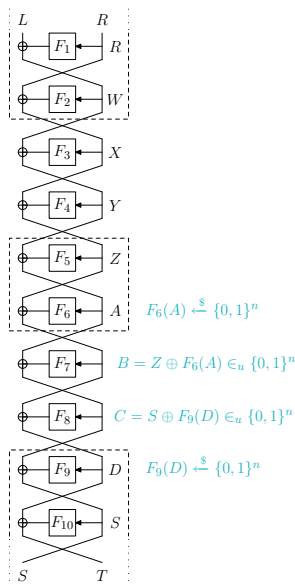 L R
F₁ R
F₂ W
F₃ X
F₄ Y
F₅ Z
F₆ A F₆(A) ←$ {0, 1}ⁿ
F₇ B = Z ⊕ F₆(A) ∈ᵤ {0, 1}ⁿ
F₈ C = S ⊕ F₉(D) ∈ᵤ {0, 1}ⁿ
F₉ D F₉(D) ←$ {0, 1}ⁿ
F₁₀ S
S T